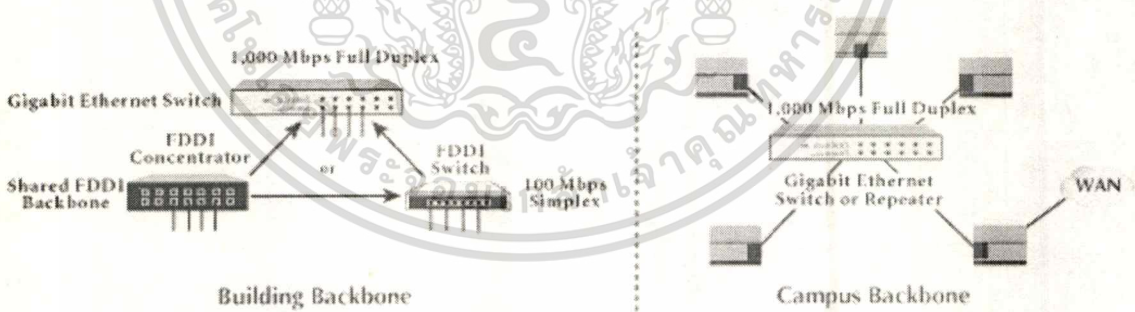 1,000 Mbps Full Duplex
Gigabit Ethernet Switch
FDDI
Concentrator
or
FDDI
Switch
Shared FDDI
Backbone
100 Mbps
Simplex
Building Backbone
1,000 Mbps Full Duplex
Gigabit Ethernet
Switch or Repeater
WAN
Campus Backbone